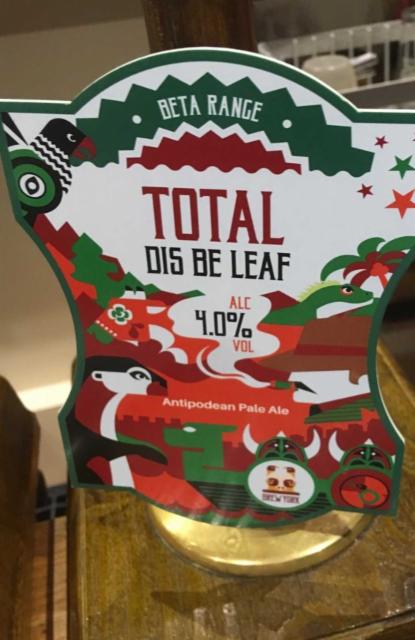 BETA RANGE
TOTAL
DIS BE LEAF
ALC
4.0%
VOL
Antipodean Pale Ale
BREW YORK